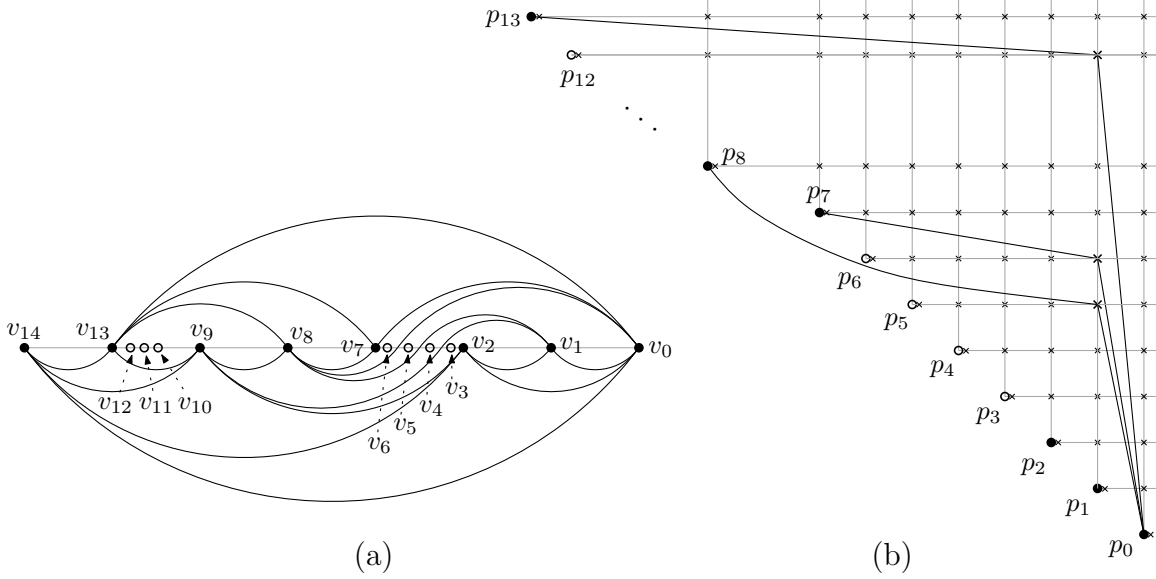 p₁₃
p₁₂
p₈
p₇
p₆
p₅
p₄
p₃
p₂
p₁
p₀
v₁₄ v₁₃ v₉ v₈ v₇ v₂ v₁ v₀
v₁₂ v₁₁ v₁₀ v₆ v₅ v₄ v₃
(a) (b)